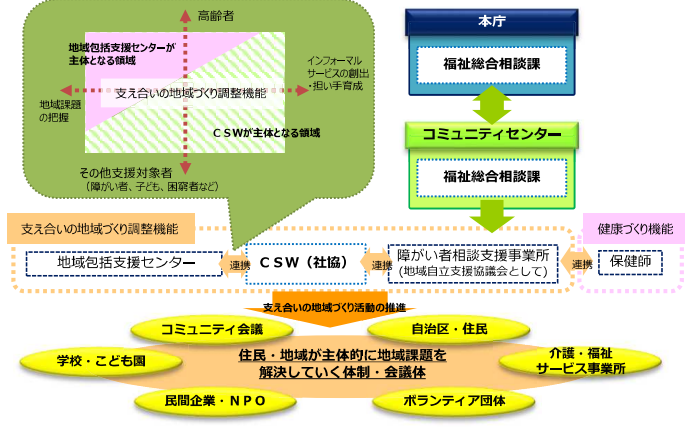 高齢者
地域包括支援センターが
主体となる領域
インフォーマル
サービスの創出
・担い手育成
支え合いの地域づくり調整機能
地域課題
の把握
ＣＳＷが主体となる領域
その他支援対象者
（障がい者、子ども、困窮者など）
本庁
福祉総合相談課
コミュニティセンター
福祉総合相談課
支え合いの地域づくり調整機能
健康づくり機能
地域包括支援センター
連携
ＣＳＷ（社協）
連携
障がい者相談支援事業所
(地域自立支援協議会として)
連携
保健師
支え合いの地域づくり活動の推進
コミュニティ会議
自治区・住民
学校・こども園
住民・地域が主体的に地域課題を
解決していく体制・会議体
介護・福祉
サービス事業所
民間企業・ＮＰＯ
ボランティア団体